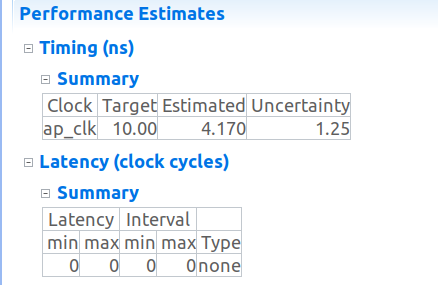 Performance Estimates
Timing (ns)
Summary
Clock Target Estimated Uncertainty
ap_clk 10.00 4.170 1.25
Latency (clock cycles)
Summary
Latency Interval
min max min max Type
0 0 0 0 none